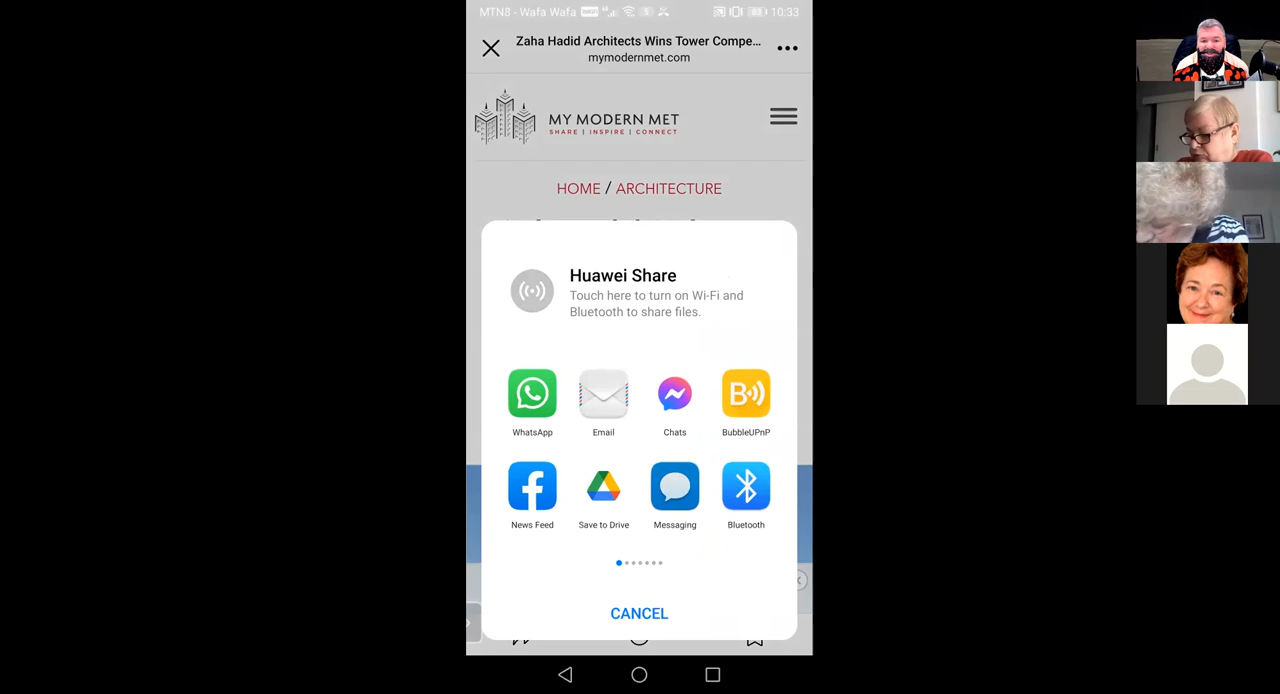 MTN8 - Wafa Wafa
10:33
Zaha Hadid Architects Wins Tower Compe...
mymodernmet.com
MY MODERN MET
SHARE | INSPIRE | CONNECT
HOME / ARCHITECTURE
Huawei Share
Touch here to turn on Wi-Fi and
Bluetooth to share files.
WhatsApp Email Chats BubbleUPnP
News Feed Save to Drive Messaging Bluetooth
CANCEL